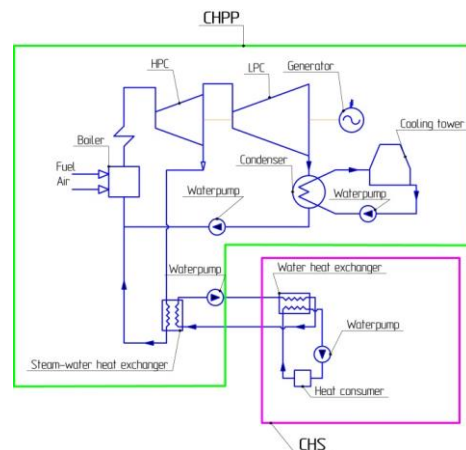 CHPP
HPC
LPC
Generator
Boiler
Cooling tower
Fuel
Condenser
Air
Waterpump
Waterpump
Waterpump
Water heat exchanger
Waterpump
Steam-water heat exchanger
Heat consumer
CHS